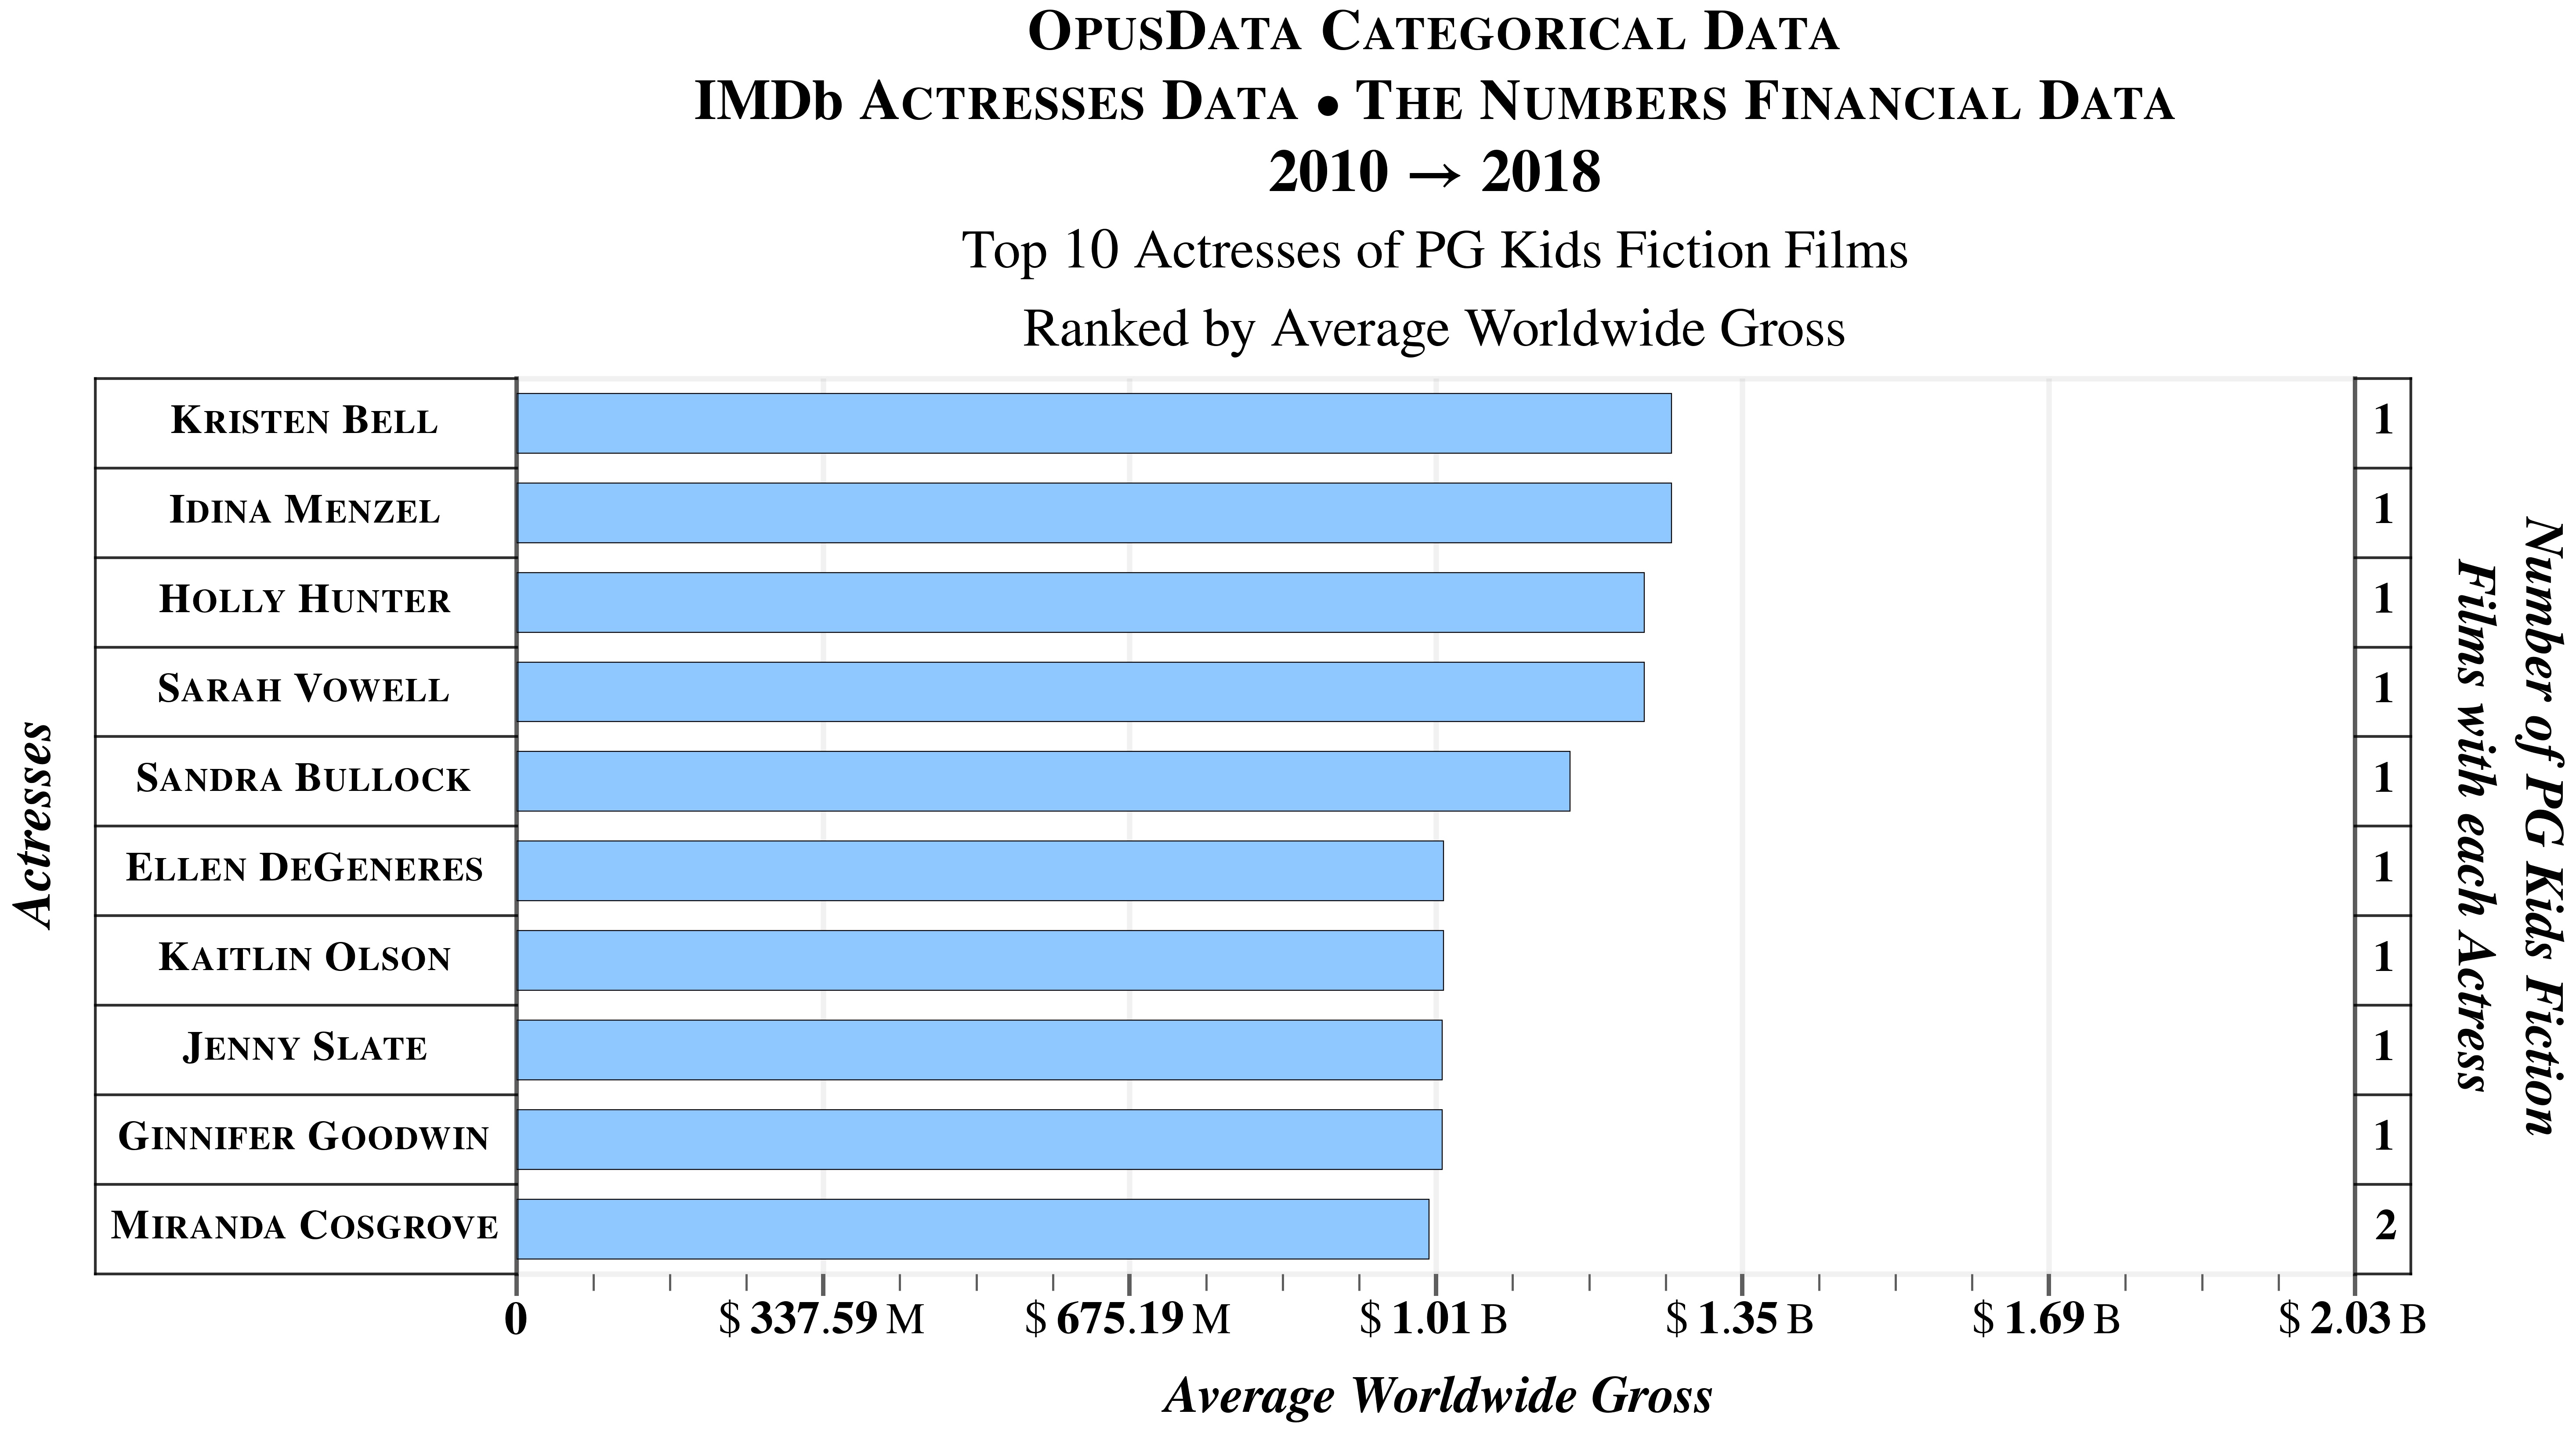 OpusData Categorical Data
IMDb Actresses Data • The Numbers Financial Data
2010 → 2018
Top 10 Actresses of PG Kids Fiction Films
Ranked by Average Worldwide Gross
Actresses
Kristen Bell 1
Idina Menzel 1
Holly Hunter 1
Sarah Vowell 1
Sandra Bullock 1
Ellen DeGeneres 1
Kaitlin Olson 1
Jenny Slate 1
Ginnifer Goodwin 1
Miranda Cosgrove 2
Number of PG Kids Fiction
Films with each Actress
0 $ 337.59 M $ 675.19 M $ 1.01 B $ 1.35 B $ 1.69 B $ 2.03 B
Average Worldwide Gross